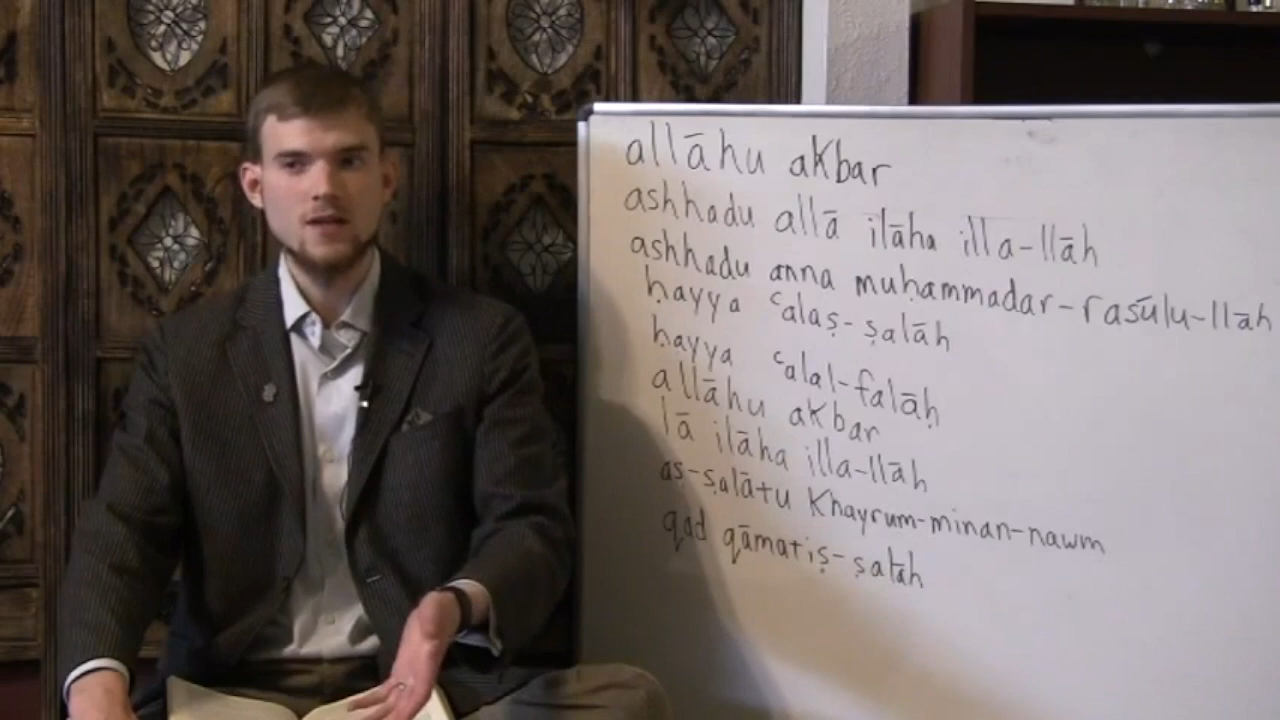 allāhu akbar
ashhadu allā ilāha illa-llāh
ashhadu anna muḥammadar-rasūlu-llāh
ḥayya ʿalaṣ-ṣalāh
ḥayya ʿalal-falāḥ
allāhu akbar
lā ilāha illa-llāh
aṣ-ṣalātu Khayrum-minan-nawm
qad qāmatiṣ-ṣalāh